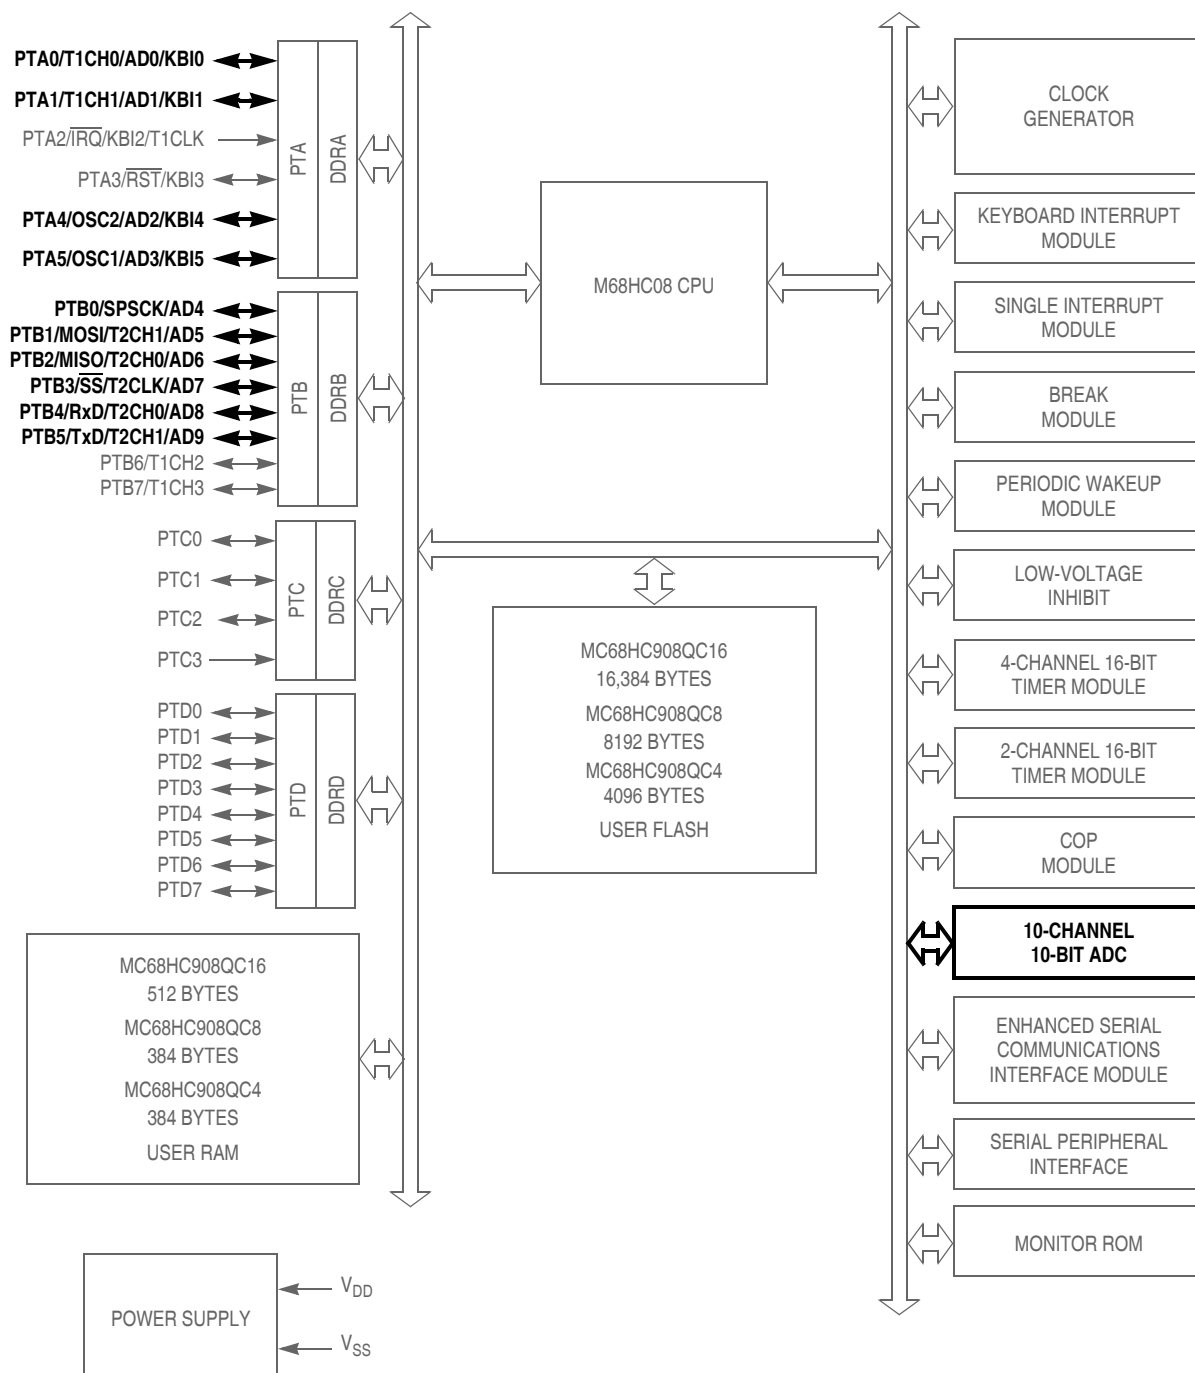 PTA0/T1CH0/AD0/KBI0
PTA1/T1CH1/AD1/KBI1
PTA2/IRQ/KBI2/T1CLK
PTA3/RST/KBI3
PTA4/OSC2/AD2/KBI4
PTA5/OSC1/AD3/KBI5
PTA
DDRA
PTB0/SPSCK/AD4
PTB1/MOSI/T2CH1/AD5
PTB2/MISO/T2CH0/AD6
PTB3/SS/T2CLK/AD7
PTB4/RxD/T2CH0/AD8
PTB5/TxD/T2CH1/AD9
PTB6/T1CH2
PTB7/T1CH3
PTB
DDRB
PTC0
PTC1
PTC2
PTC3
PTC
DDRC
PTD0
PTD1
PTD2
PTD3
PTD4
PTD5
PTD6
PTD7
PTD
DDRD
MC68HC908QC16
512 BYTES
MC68HC908QC8
384 BYTES
MC68HC908QC4
384 BYTES
USER RAM
POWER SUPPLY
VDD
VSS
M68HC08 CPU
MC68HC908QC16
16,384 BYTES
MC68HC908QC8
8192 BYTES
MC68HC908QC4
4096 BYTES
USER FLASH
CLOCK
GENERATOR
KEYBOARD INTERRUPT
MODULE
SINGLE INTERRUPT
MODULE
BREAK
MODULE
PERIODIC WAKEUP
MODULE
LOW-VOLTAGE
INHIBIT
4-CHANNEL 16-BIT
TIMER MODULE
2-CHANNEL 16-BIT
TIMER MODULE
COP
MODULE
10-CHANNEL
10-BIT ADC
ENHANCED SERIAL
COMMUNICATIONS
INTERFACE MODULE
SERIAL PERIPHERAL
INTERFACE
MONITOR ROM